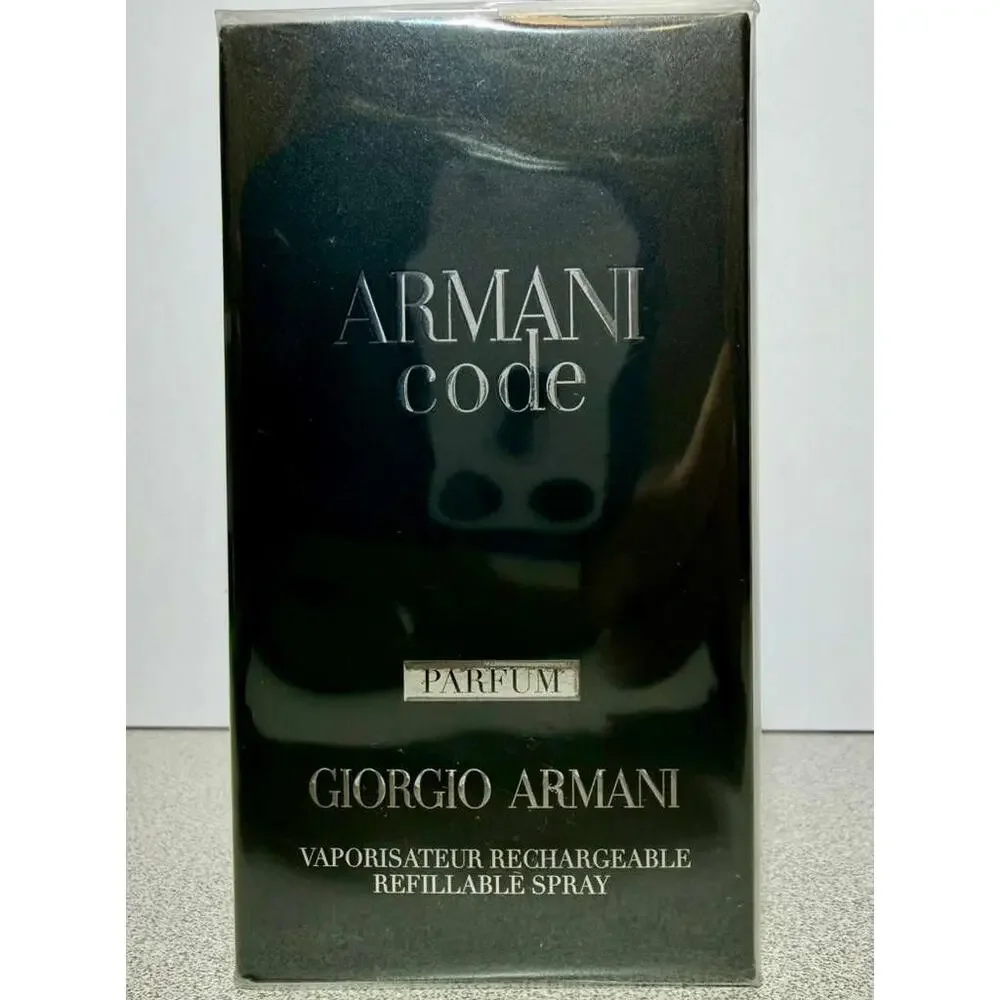 ARMANI
code
PARFUM
GIORGIO ARMANI
VAPORISATEUR RECHARGEABLE
REFILLABLE SPRAY